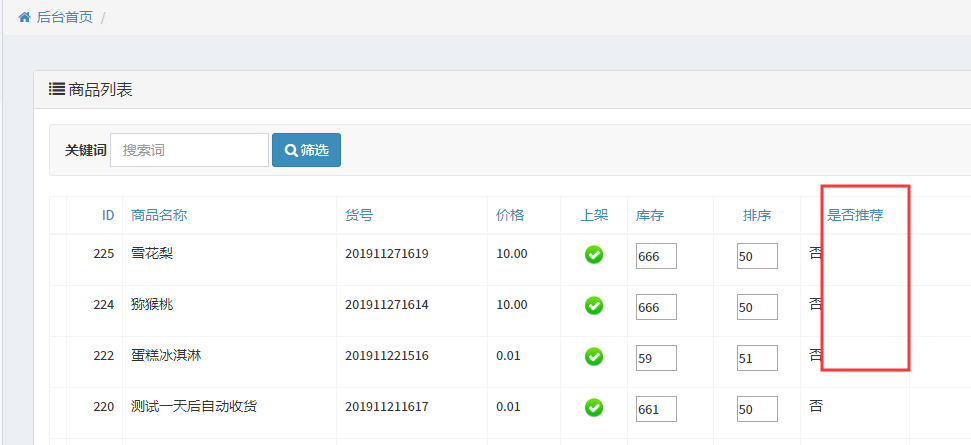 后台首页 /
商品列表
关键词 搜索词 筛选
ID 商品名称 货号 价格 上架 库存 排序 是否推荐
225 雪花梨 201911271619 10.00 666 50 否
224 猕猴桃 201911271614 10.00 666 50 否
222 蛋糕冰淇淋 201911221516 0.01 59 51 否
220 测试一天后自动收货 201911211617 0.01 661 50 否